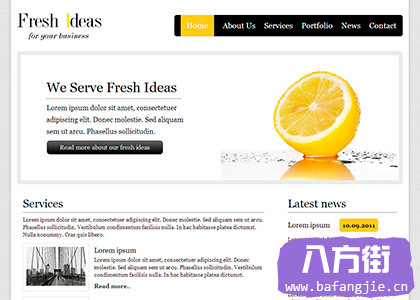 Fresh Ideas
for your business
Home About Us Services Portfolio News Contact
We Serve Fresh Ideas
Lorem ipsum dolor sit amet, consectetuer
adipiscing elit. Donec molestie. Sed aliquam
sem ut arcu. Phasellus sollicitudin.
Read more about our fresh ideas
Services
Lorem ipsum dolor sit amet, consectetuer adipiscing elit. Donec molestie. Sed aliquam sem ut arcu. Phasellus sollicitudin.
Vestibulum condimentum facilisis nulla. In hac habitasse platea dictumst.
Nulla nonummy. Cras quis libero.
Lorem ipsum
Lorem ipsum dolor sit amet, consectetuer
adipiscing elit. Donec molestie. Sed aliquam sem ut arcu. Phasellus
sollicitudin. Vestibulum condimentum facilisis nulla. In hac
habitasse platea dictumst.
Read more..
Latest news
Lorem ipsum 10.09.2011
八方街
www.bafangjie.cn